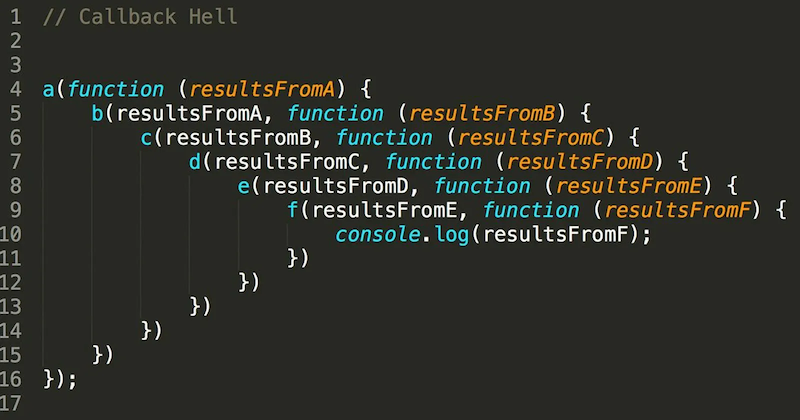 1 // Callback Hell
2
3
4 a(function (resultsFromA) {
5     b(resultsFromA, function (resultsFromB) {
6         c(resultsFromB, function (resultsFromC) {
7             d(resultsFromC, function (resultsFromD) {
8                 e(resultsFromD, function (resultsFromE) {
9                     f(resultsFromE, function (resultsFromF) {
10                         console.log(resultsFromF);
11                     })
12                 })
13             })
14         })
15     })
16 });
17